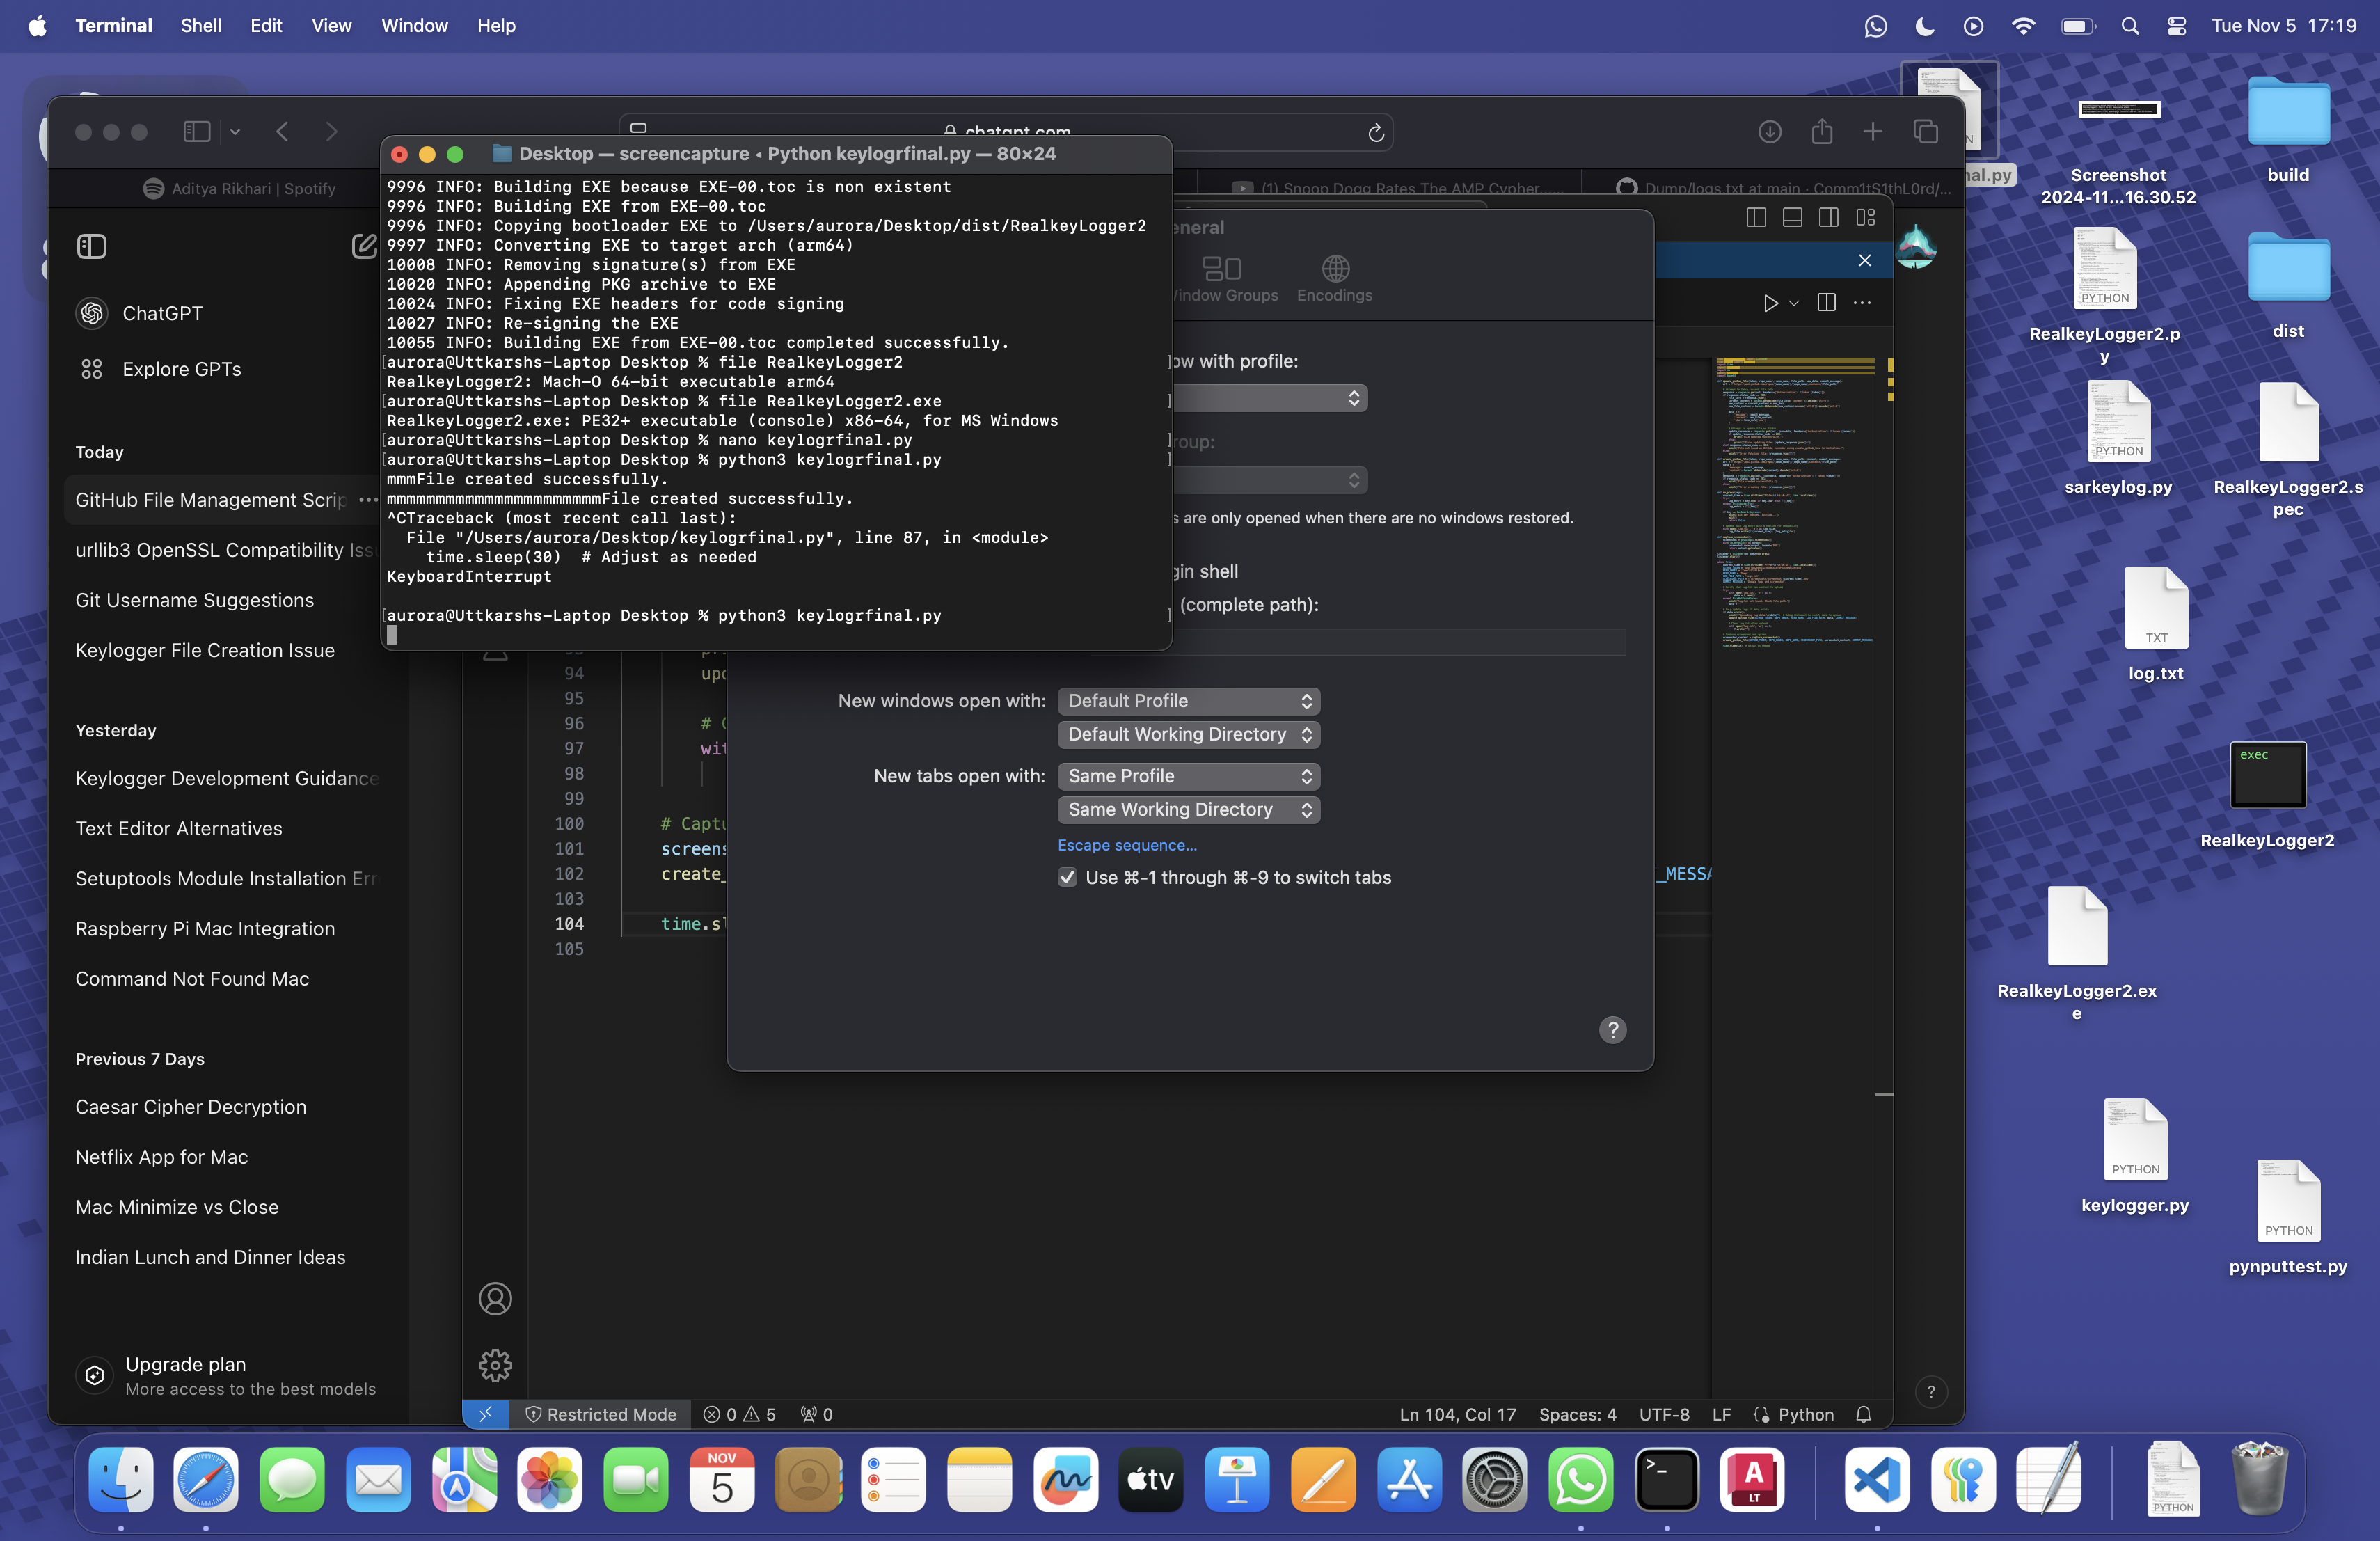 Terminal Shell Edit View Window Help
Tue Nov 5 17:19
chatgpt.com
Aditya Rikhari | Spotify
(1) Snoop Dogg Rates The AMP Cypher......
Dump/logs.txt at main · Comm1tS1thL0rd/...
ChatGPT
Explore GPTs
Today
GitHub File Management Scrip
urllib3 OpenSSL Compatibility Issu
Git Username Suggestions
Keylogger File Creation Issue
Yesterday
Keylogger Development Guidance
Text Editor Alternatives
Setuptools Module Installation Erro
Raspberry Pi Mac Integration
Command Not Found Mac
Previous 7 Days
Caesar Cipher Decryption
Netflix App for Mac
Mac Minimize vs Close
Indian Lunch and Dinner Ideas
Upgrade plan
More access to the best models
Desktop — screencapture ◂ Python keylogrfinal.py — 80×24
9996 INFO: Building EXE because EXE-00.toc is non existent
9996 INFO: Building EXE from EXE-00.toc
9996 INFO: Copying bootloader EXE to /Users/aurora/Desktop/dist/RealkeyLogger2
9997 INFO: Converting EXE to target arch (arm64)
10008 INFO: Removing signature(s) from EXE
10020 INFO: Appending PKG archive to EXE
10024 INFO: Fixing EXE headers for code signing
10027 INFO: Re-signing the EXE
10055 INFO: Building EXE from EXE-00.toc completed successfully.
[aurora@Uttkarshs-Laptop Desktop % file RealkeyLogger2 ]
RealkeyLogger2: Mach-O 64-bit executable arm64
[aurora@Uttkarshs-Laptop Desktop % file RealkeyLogger2.exe ]
RealkeyLogger2.exe: PE32+ executable (console) x86-64, for MS Windows
[aurora@Uttkarshs-Laptop Desktop % nano keylogrfinal.py ]
[aurora@Uttkarshs-Laptop Desktop % python3 keylogrfinal.py ]
mmmFile created successfully.
mmmmmmmmmmmmmmmmmmmmmmFile created successfully.
^CTraceback (most recent call last):
File "/Users/aurora/Desktop/keylogrfinal.py", line 87, in <module>
time.sleep(30) # Adjust as needed
KeyboardInterrupt
[aurora@Uttkarshs-Laptop Desktop % python3 keylogrfinal.py ]
eneral
indow Groups
Encodings
ow with profile:
roup:
s are only opened when there are no windows restored.
gin shell
(complete path):
New windows open with: Default Profile
Default Working Directory
New tabs open with: Same Profile
Same Working Directory
Escape sequence...
Use ⌘-1 through ⌘-9 to switch tabs
?
94 upd
95
96 #
97 wit
98
99
100 # Captu
101 screens
102 create_
T_MESSA
103
104 time.sl
105
Restricted Mode 0 5 0
Ln 104, Col 17 Spaces: 4 UTF-8 LF Python
?
nal.py
Screenshot
2024-11...16.30.52
build
PYTHON
RealkeyLogger2.p
y
dist
PYTHON
sarkeylog.py
RealkeyLogger2.s
pec
TXT
log.txt
exec
RealkeyLogger2
RealkeyLogger2.ex
e
PYTHON
keylogger.py
PYTHON
pynputtest.py
NOV
5
tv
A
LT
PYTHON